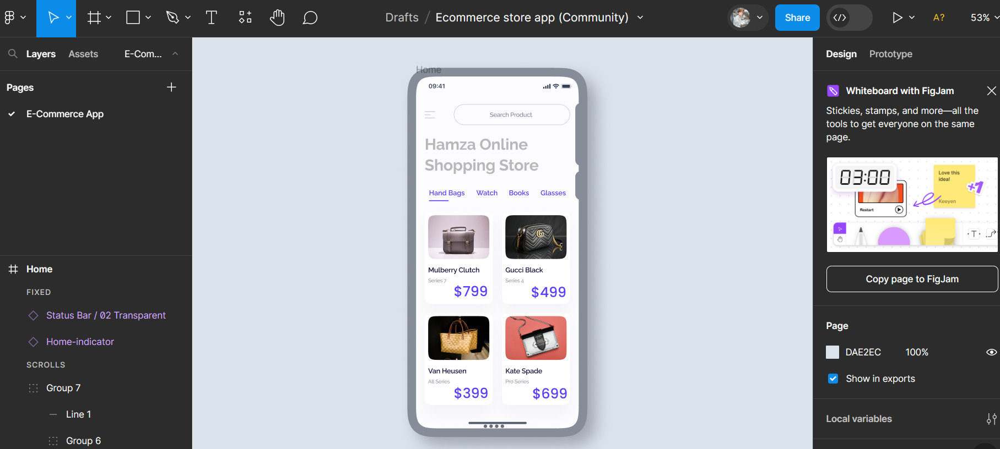 Drafts / Ecommerce store app (Community)
Share
A?
53%
Layers
Assets
E-Com...
Pages
E-Commerce App
Home
FIXED
Status Bar / 02 Transparent
Home-indicator
SCROLLS
Group 7
Line 1
Group 6
Home
09:41
Search Product
Hamza Online
Shopping Store
Hand Bags
Watch
Books
Glasses
Mulberry Clutch
Series 7
$799
Gucci Black
Series 4
$499
Van Heusen
All Series
$399
Kate Spade
Pro Series
$699
Design
Prototype
Whiteboard with FigJam
Stickies, stamps, and more—all the
tools to get everyone on the same
page.
03:00
Restart
Love this
idea!
Keeyen
+1
T
Copy page to FigJam
Page
DAE2EC
100%
Show in exports
Local variables